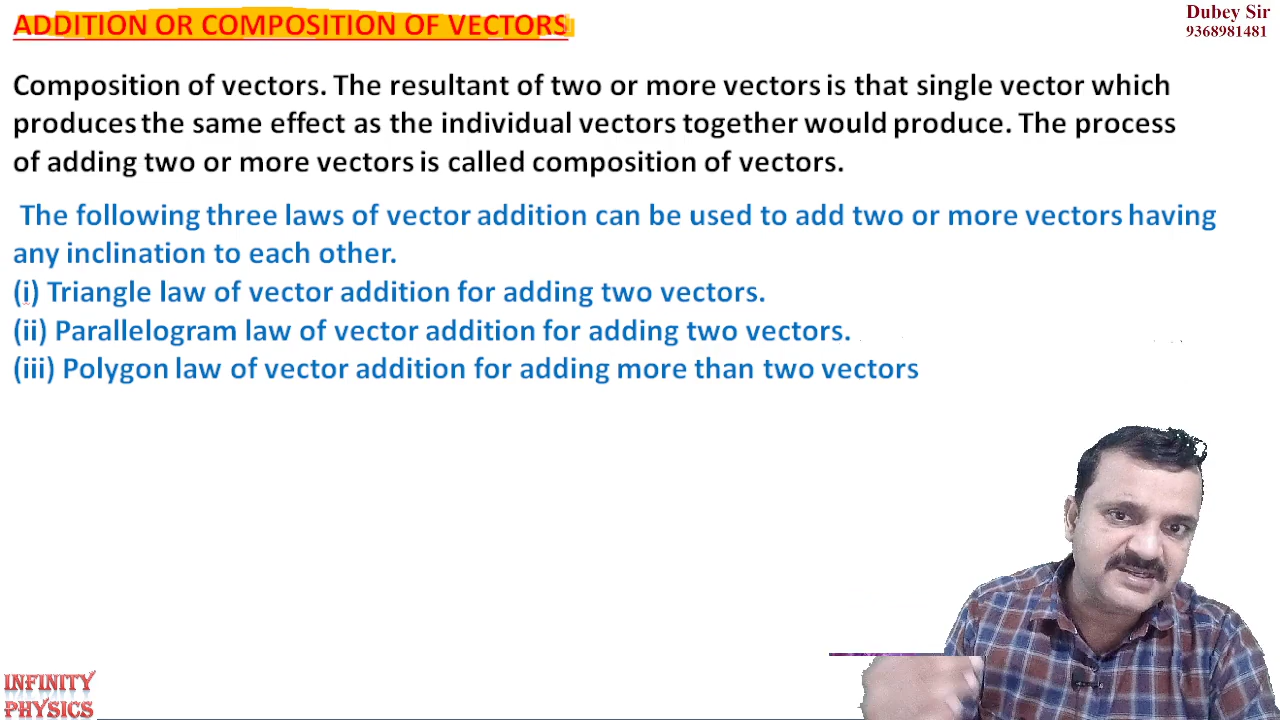 ADDITION OR COMPOSITION OF VECTORS
Dubey Sir
9368981481
Composition of vectors. The resultant of two or more vectors is that single vector which
produces the same effect as the individual vectors together would produce. The process
of adding two or more vectors is called composition of vectors.
The following three laws of vector addition can be used to add two or more vectors having
any inclination to each other.
(i) Triangle law of vector addition for adding two vectors.
(ii) Parallelogram law of vector addition for adding two vectors.
(iii) Polygon law of vector addition for adding more than two vectors
INFINITY
PHYSICS